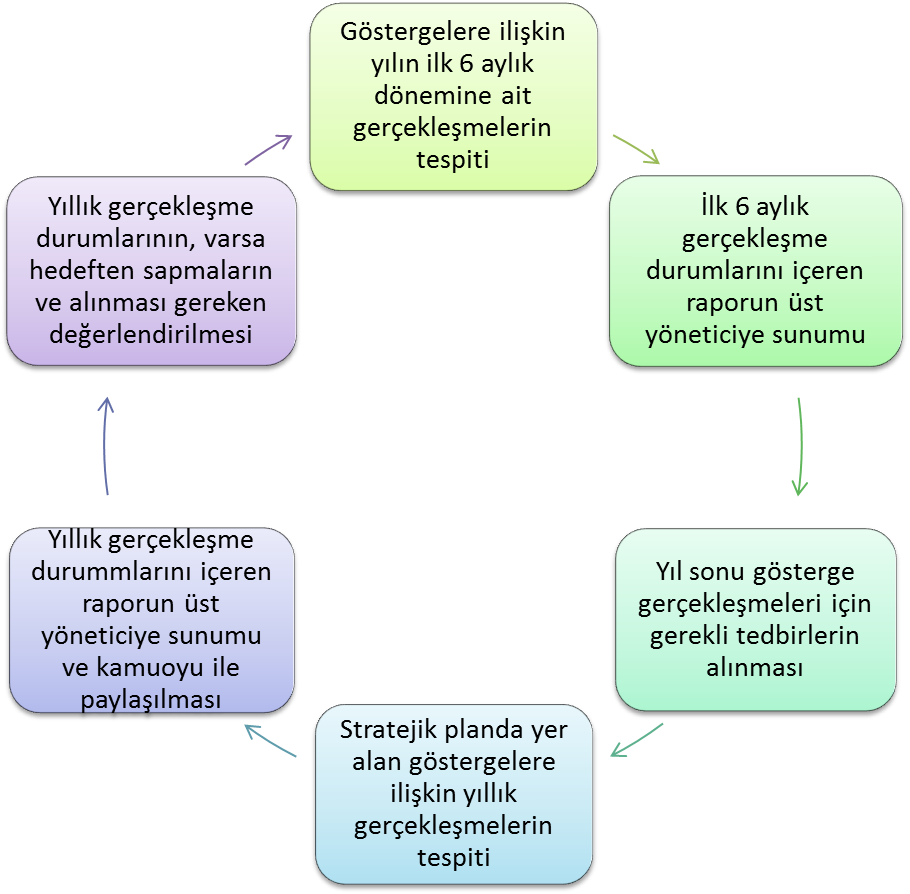 Göstergelere ilişkin
yılın ilk 6 aylık
dönemine ait
gerçekleşmelerin
tespiti
İlk 6 aylık
gerçekleşme
durumlarını içeren
raporun üst
yöneticiye sunumu
Yıl sonu gösterge
gerçekleşmeleri için
gerekli tedbirlerin
alınması
Stratejik planda yer
alan göstergelere
ilişkin yıllık
gerçekleşmelerin
tespiti
Yıllık gerçekleşme
durummlarını içeren
raporun üst
yöneticiye sunumu
ve kamuoyu ile
paylaşılması
Yıllık gerçekleşme
durumlarının, varsa
hedeften sapmaların
ve alınması gereken
değerlendirilmesi